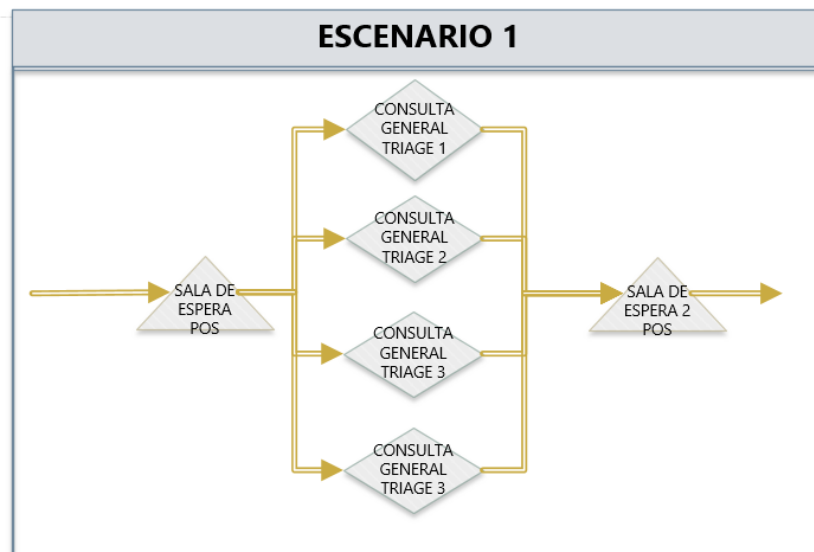 ESCENARIO 1
CONSULTA
GENERAL
TRIAGE 1
CONSULTA
GENERAL
TRIAGE 2
SALA DE
ESPERA
POS
CONSULTA
GENERAL
TRIAGE 3
CONSULTA
GENERAL
TRIAGE 3
SALA DE
ESPERA 2
POS